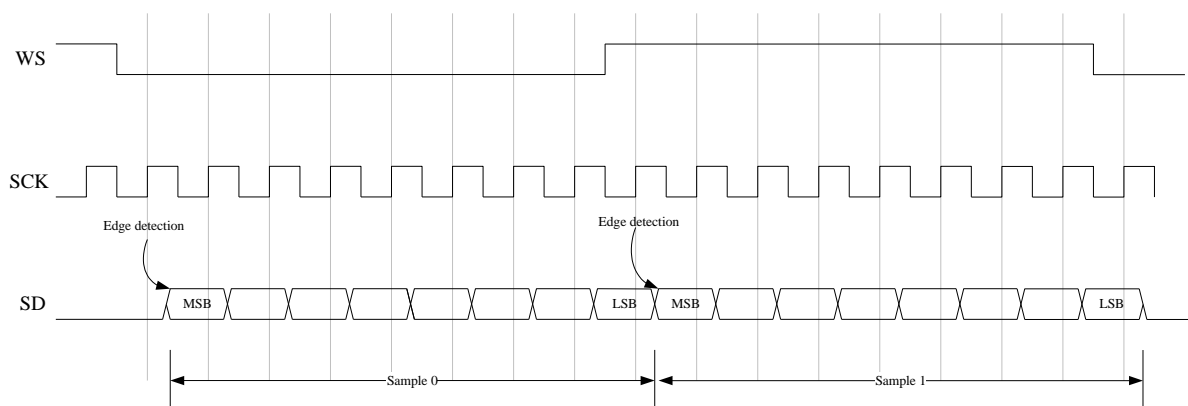 WS
SCK
Edge detection
Edge detection
SD
MSB
LSB
MSB
LSB
Sample 0
Sample 1